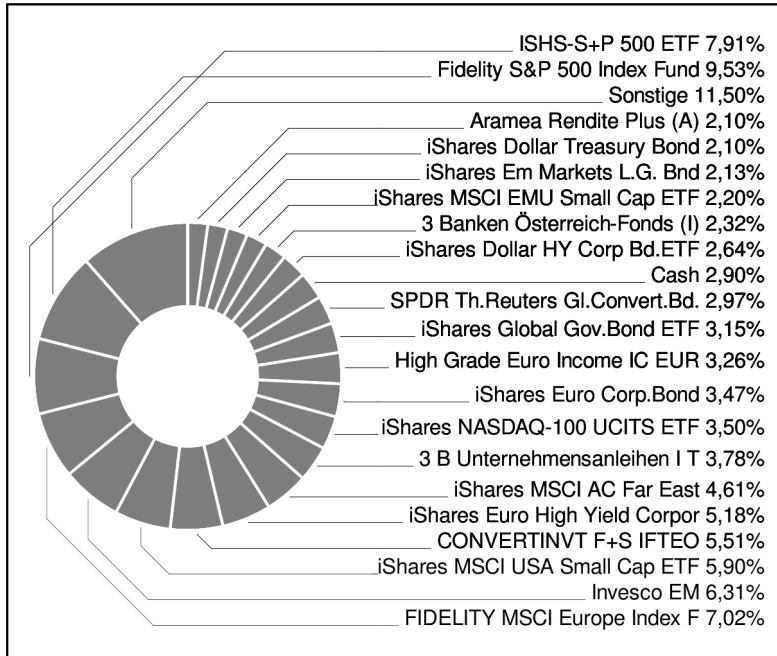 ISHS-S+P 500 ETF 7,91%
Fidelity S&P 500 Index Fund 9,53%
Sonstige 11,50%
Aramea Rendite Plus (A) 2,10%
iShares Dollar Treasury Bond 2,10%
iShares Em Markets L.G. Bnd 2,13%
iShares MSCI EMU Small Cap ETF 2,20%
3 Banken Österreich-Fonds (I) 2,32%
iShares Dollar HY Corp Bd.ETF 2,64%
Cash 2,90%
SPDR Th.Reuters Gl.Convert.Bd. 2,97%
iShares Global Gov.Bond ETF 3,15%
High Grade Euro Income IC EUR 3,26%
iShares Euro Corp.Bond 3,47%
iShares NASDAQ-100 UCITS ETF 3,50%
3 B Unternehmensanleihen I T 3,78%
iShares MSCI AC Far East 4,61%
iShares Euro High Yield Corpor 5,18%
CONVERTINVT F+S IFTEO 5,51%
iShares MSCI USA Small Cap ETF 5,90%
Invesco EM 6,31%
FIDELITY MSCI Europe Index F 7,02%